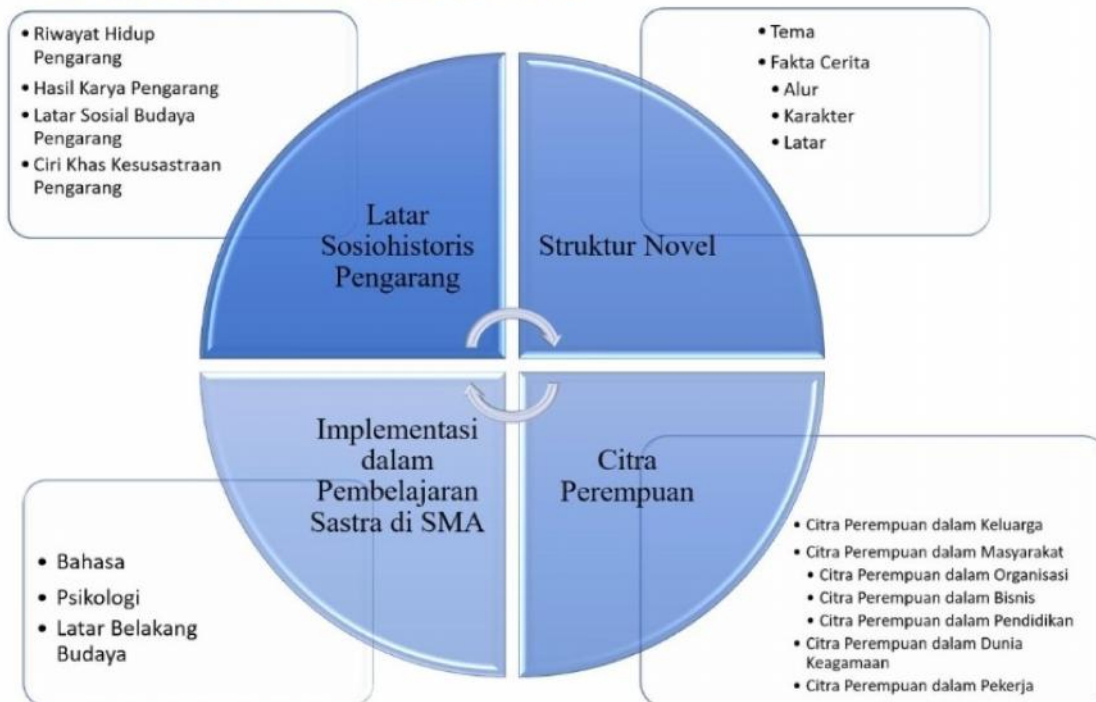 • Riwayat Hidup
Pengarang
• Hasil Karya Pengarang
• Latar Sosial Budaya
Pengarang
• Ciri Khas Kesusastraan
Pengarang
Latar
Sosiohistoris
Pengarang
• Tema
• Fakta Cerita
• Alur
• Karakter
• Latar
Struktur Novel
Implementasi
dalam
Pembelajaran
Sastra di SMA
• Bahasa
• Psikologi
• Latar Belakang
Budaya
Citra
Perempuan
• Citra Perempuan dalam Keluarga
• Citra Perempuan dalam Masyarakat
• Citra Perempuan dalam Organisasi
• Citra Perempuan dalam Bisnis
• Citra Perempuan dalam Pendidikan
• Citra Perempuan dalam Dunia
Keagamaan
• Citra Perempuan dalam Pekerja